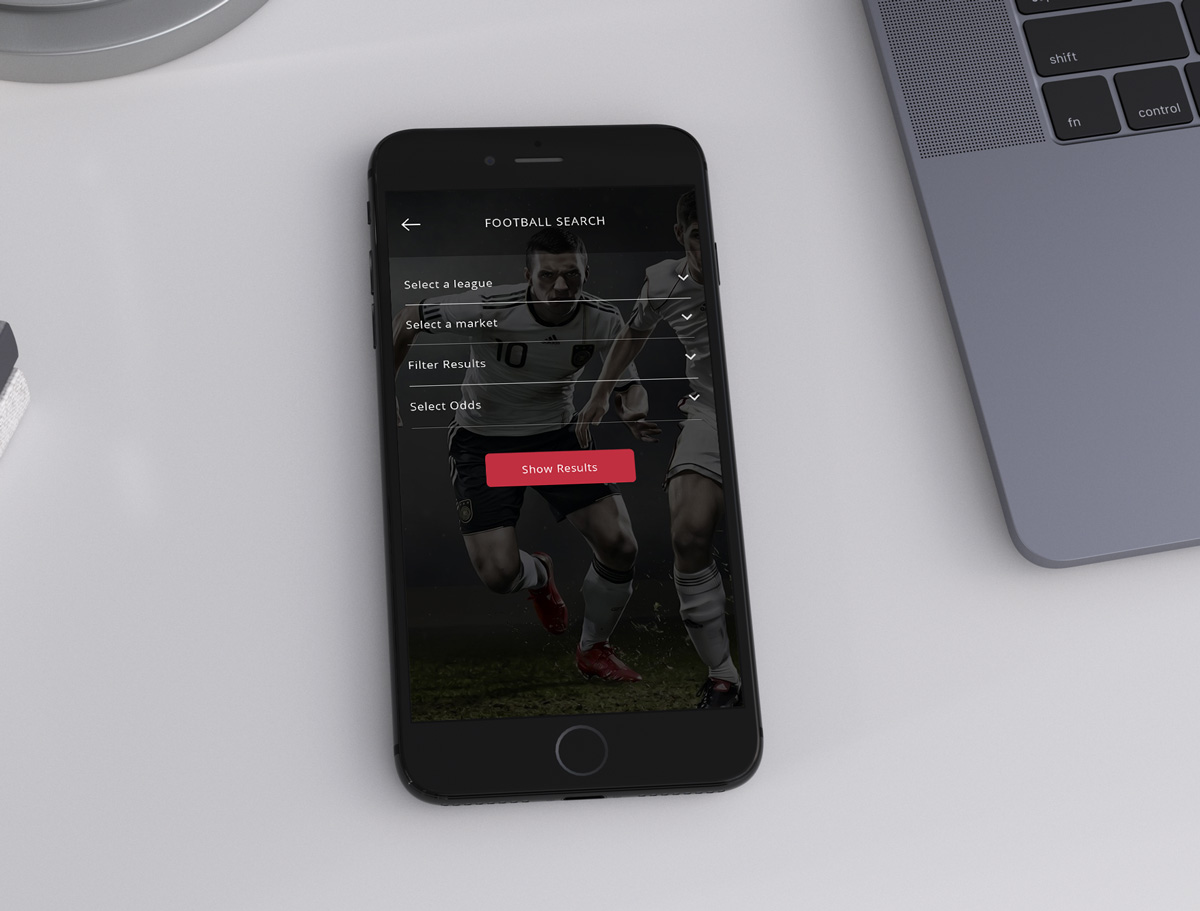 shift
fn
control
FOOTBALL SEARCH
Select a league
Select a market
10
Filter Results
Select Odds
Show Results